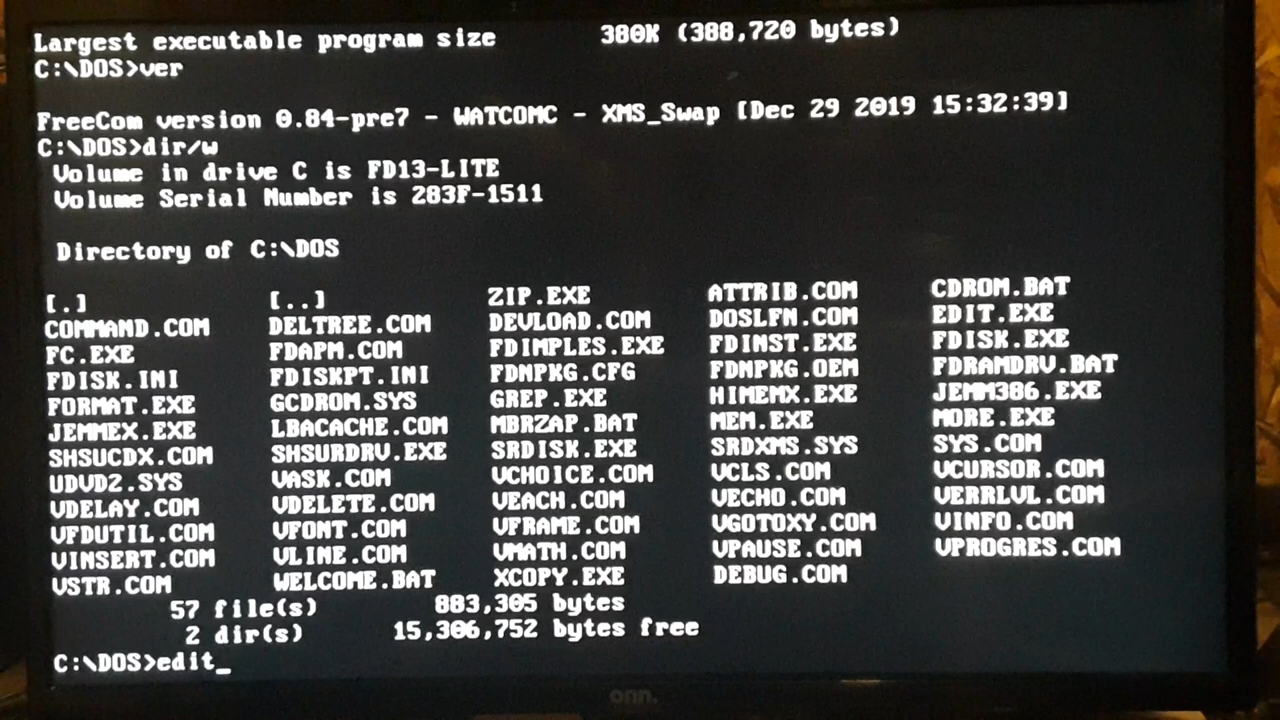 Largest executable program size 380K (388,720 bytes)
C:\DOS>ver
FreeCom version 0.84-pre7 - WATCOMC - XMS_Swap [Dec 29 2019 15:32:39]
C:\DOS>dir/w
Volume in drive C is FD13-LITE
Volume Serial Number is 283F-1511
Directory of C:\DOS
[.] [..] ZIP.EXE ATTRIB.COM CDROM.BAT
COMMAND.COM DELTREE.COM DEVLOAD.COM DOSLFN.COM EDIT.EXE
FC.EXE FDAPM.COM FDIMPLES.EXE FDINST.EXE FDISK.EXE
FDISK.INI FDISKPT.INI FDNPKG.CFG FDNPKG.OEM FDRAMDRV.BAT
FORMAT.EXE GCDROM.SYS GREP.EXE HIMEMX.EXE JEMM386.EXE
JEMMEX.EXE LBACACHE.COM MBRZAP.BAT MEM.EXE MORE.EXE
SHSUCDX.COM SHSURDRV.EXE SRDISK.EXE SRDXMS.SYS SYS.COM
UDVD2.SYS VASK.COM VCHOICE.COM VCLS.COM VCURSOR.COM
VDELAY.COM VDELETE.COM VEACH.COM VECHO.COM VERRLVL.COM
VFDUTIL.COM VFONT.COM VFRAME.COM VGOTOXY.COM VINFO.COM
VINSERT.COM VLINE.COM VMATH.COM VPAUSE.COM VPROGRES.COM
VSTR.COM WELCOME.BAT XCOPY.EXE DEBUG.COM
57 file(s) 883,305 bytes
2 dir(s) 15,306,752 bytes free
C:\DOS>edit_
onn.